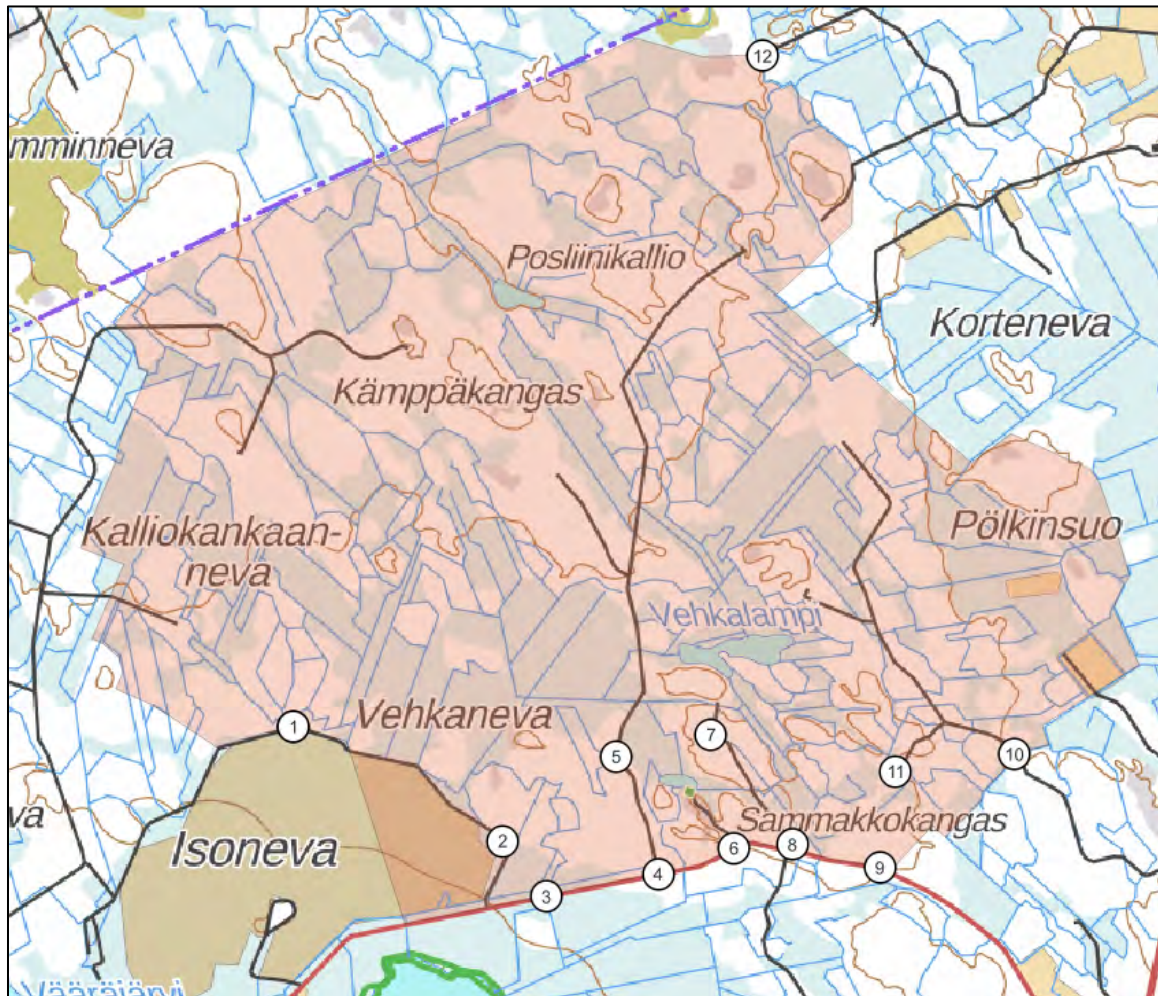 12
mminneva
Posliinikallio
Korteneva
Kämppäkangas
Kalliokankaan-
neva
Pölkinsuo
Vehkalampi
Vehkaneva
1
7
5
10
11
va
Isoneva
2
Sammakkokangas
6
8
9
4
3
Vääräjärvi